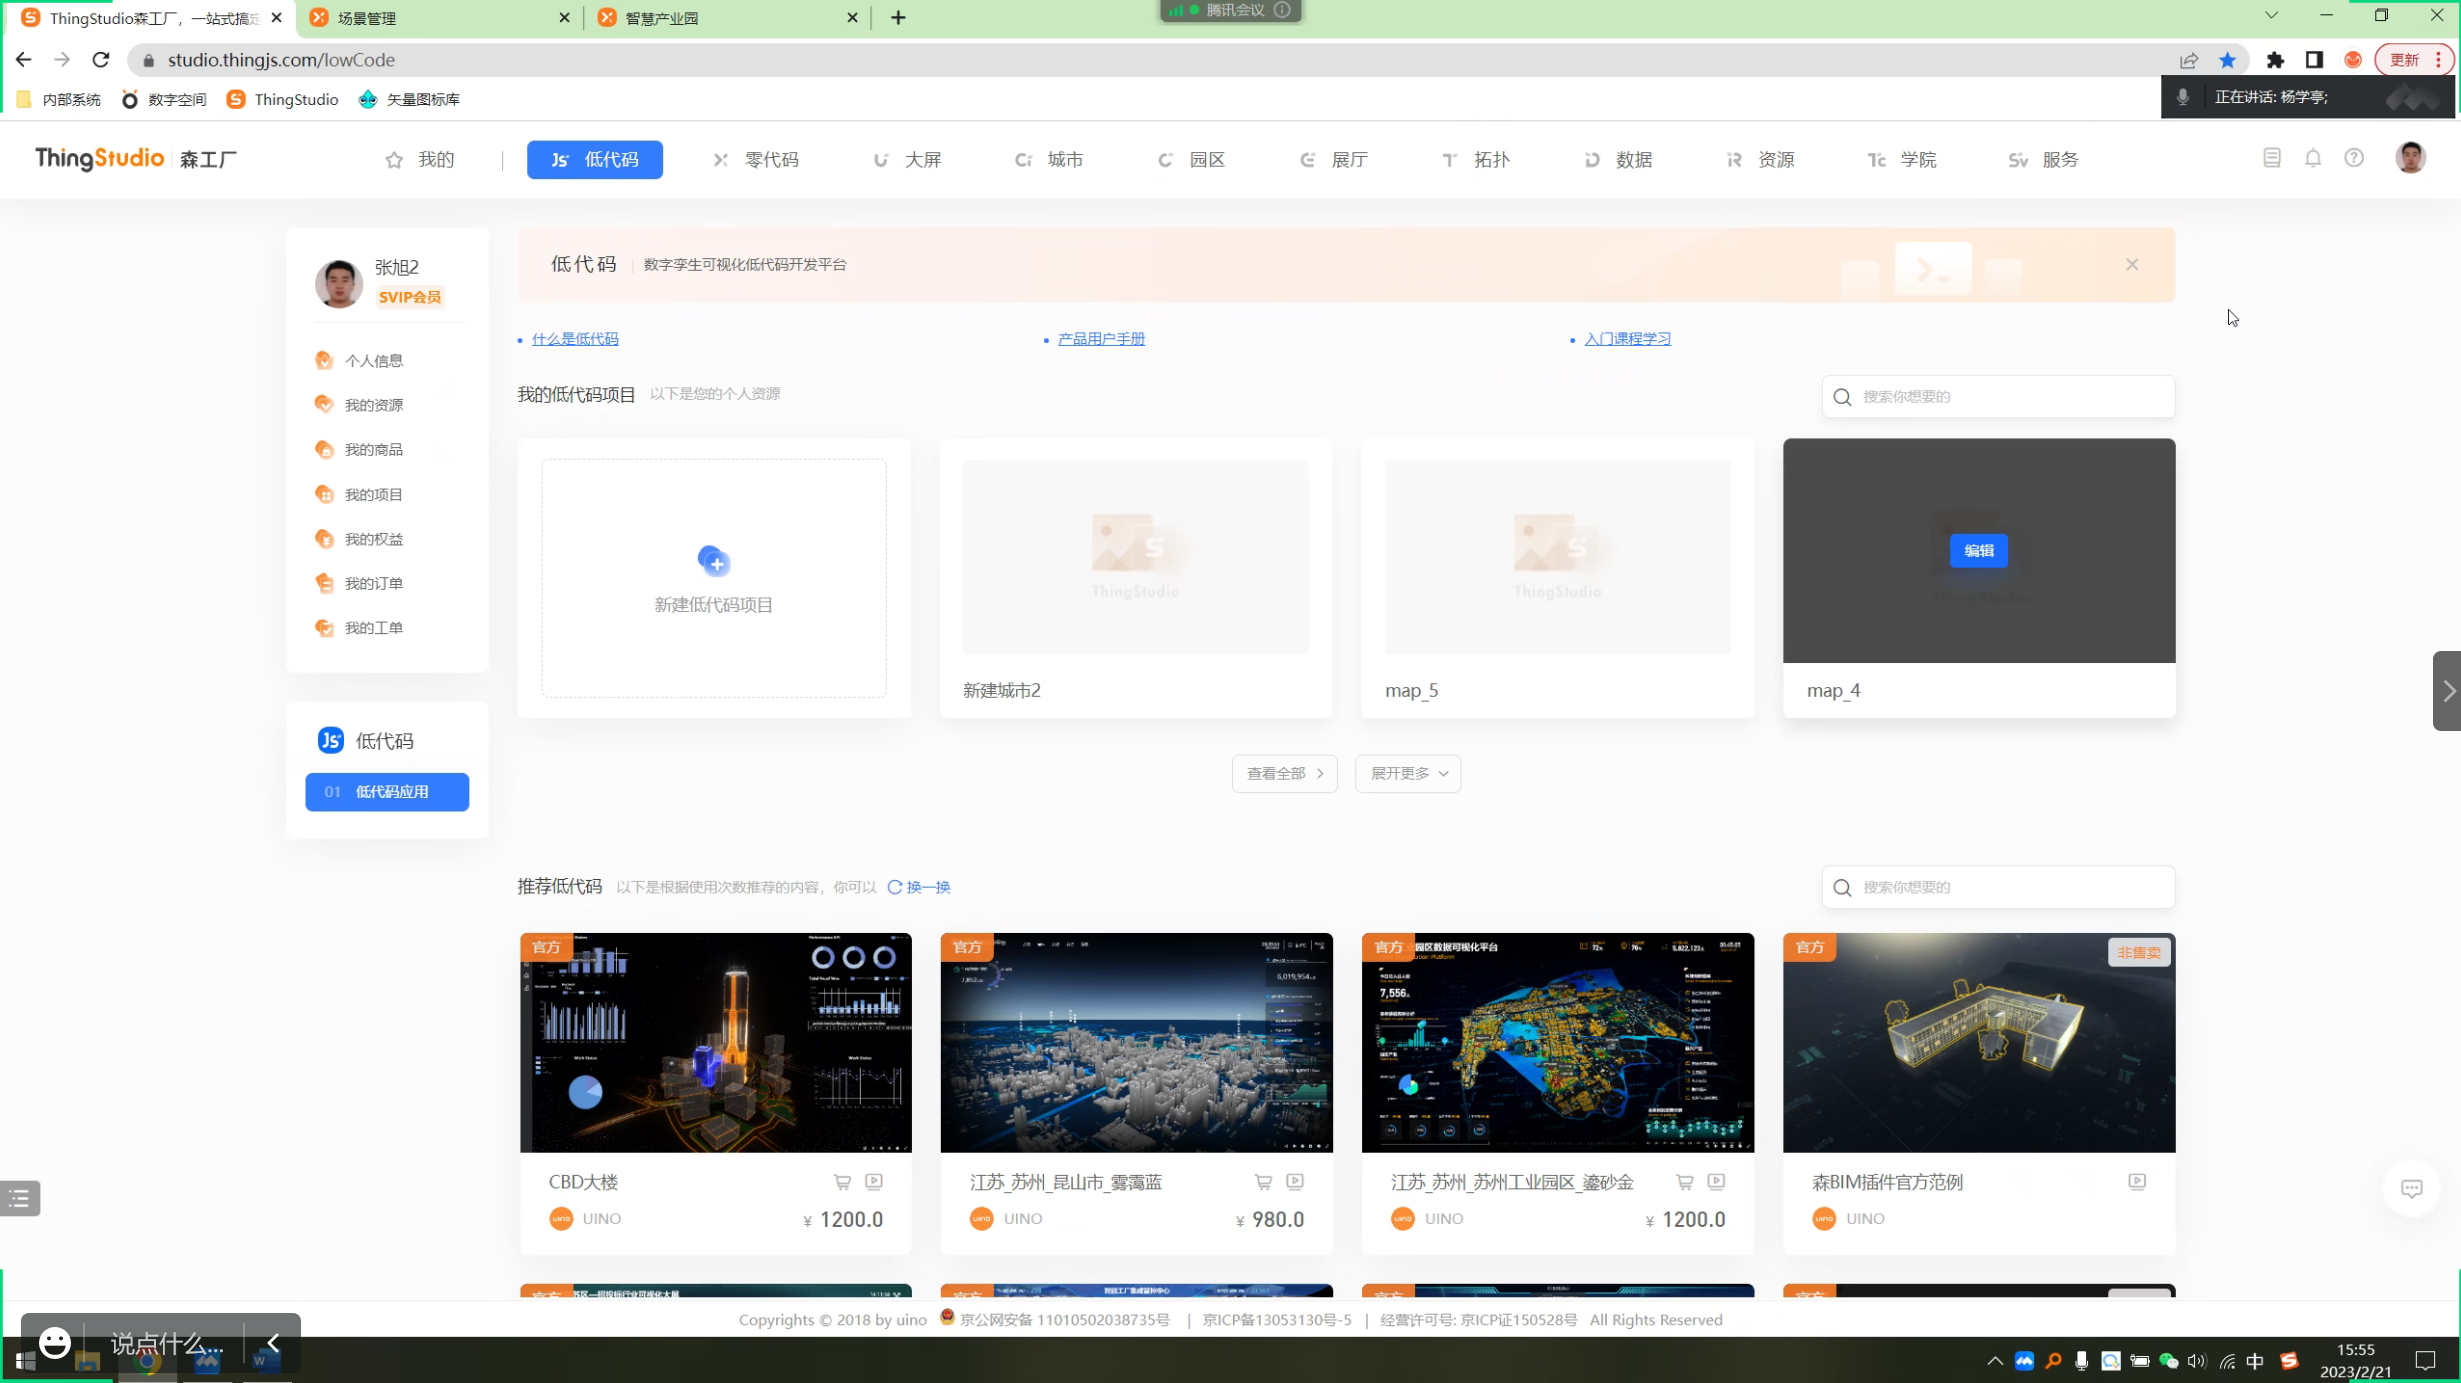 ThingStudio森工厂，一站式搞定
场景管理
智慧产业园
腾讯会议
studio.thingjs.com/lowCode
更新
内部系统
数字空间
ThingStudio
矢量图标库
正在讲话: 杨学亭;
ThingStudio 森工厂
我的
低代码
零代码
大屏
城市
园区
展厅
拓扑
数据
资源
学院
服务
张旭2
SVIP会员
个人信息
我的资源
我的商品
我的项目
我的权益
我的订单
我的工单
低代码
01 低代码应用
低代码 数字孪生可视化低代码开发平台
什么是低代码
产品用户手册
入门课程学习
我的低代码项目 以下是您的个人资源
搜索你想要的
新建低代码项目
ThingStudio
新建城市2
ThingStudio
map_5
编辑
map_4
查看全部
展开更多
推荐低代码 以下是根据使用次数推荐的内容，你可以 换一换
搜索你想要的
官方
CBD大楼
UINO
¥ 1200.0
官方
6,019,954
江苏_苏州_昆山市_雾霭蓝
UINO
¥ 980.0
官方
园区数据可视化平台
7,556
5,822,123
江苏_苏州_苏州工业园区_鎏砂金
UINO
¥ 1200.0
官方
非售卖
森BIM插件官方范例
UINO
Copyrights © 2018 by uino 京公网安备 11010502038735号 | 京ICP备13053130号-5 | 经营许可号: 京ICP证150528号 All Rights Reserved
说点什么...
中
15:55
2023/2/21